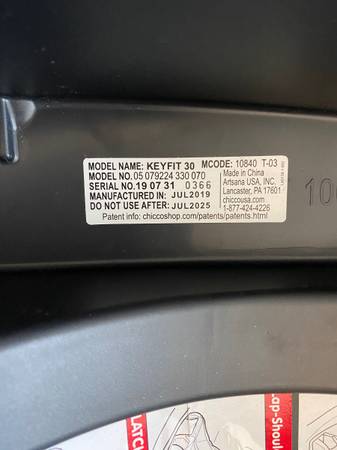 MODEL NAME: KEYFIT 30 MCODE: 10840 T-03
MODEL NO. 05 079224 330 070
SERIAL NO. 19 07 31 0366
MANUFACTURED IN: JUL2019
DO NOT USE AFTER: JUL2025
Made in China
Artsana USA, INC.
Lancaster, PA 17601
chiccousa.com
1-877-424-4226
Patent info: chiccoshop.com/patents/patents.html
10
LATCH
Lap-Shoul